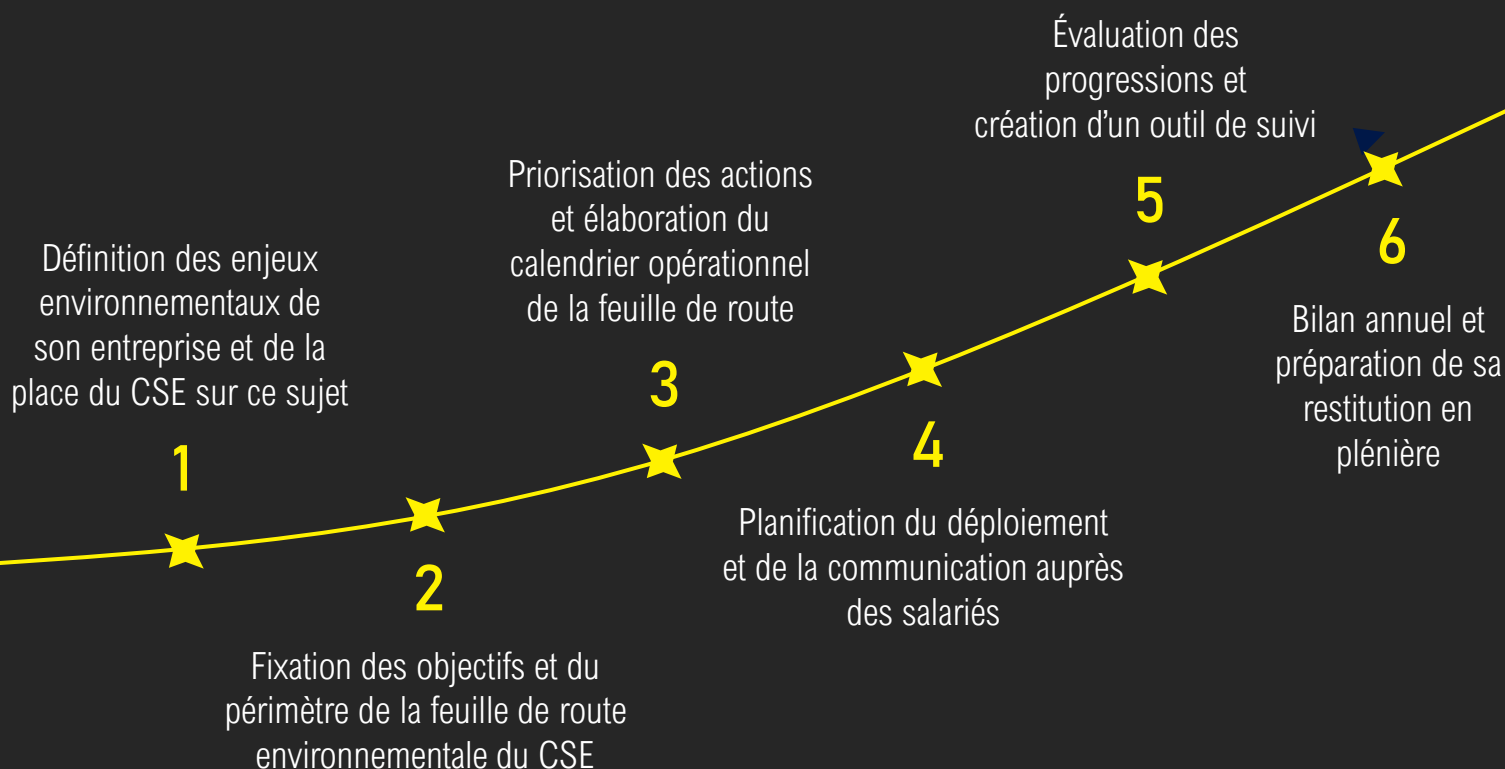 Définition des enjeux
environnementaux de
son entreprise et de la
place du CSE sur ce sujet
1
2
Fixation des objectifs et du
périmètre de la feuille de route
environnementale du CSE
Priorisation des actions
et élaboration du
calendrier opérationnel
de la feuille de route
3
4
Planification du déploiement
et de la communication auprès
des salariés
Évaluation des
progressions et
création d'un outil de suivi
5
6
Bilan annuel et
préparation de sa
restitution en
plénière